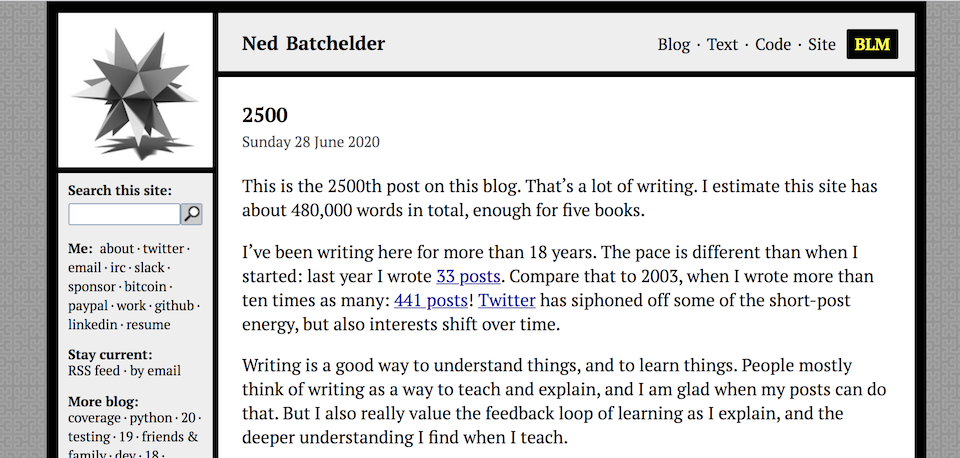 Ned Batchelder
Blog · Text · Code · Site BLM
Search this site:
Me: about · twitter ·
email · irc · slack ·
sponsor · bitcoin ·
paypal · work · github ·
linkedin · resume
Stay current:
RSS feed · by email
More blog:
coverage · python · 20 ·
testing · 19 · friends &
family · dev · 18 ·
2500
Sunday 28 June 2020
This is the 2500th post on this blog. That’s a lot of writing. I estimate this site has
about 480,000 words in total, enough for five books.
I’ve been writing here for more than 18 years. The pace is different than when I
started: last year I wrote 33 posts. Compare that to 2003, when I wrote more than
ten times as many: 441 posts! Twitter has siphoned off some of the short-post
energy, but also interests shift over time.
Writing is a good way to understand things, and to learn things. People mostly
think of writing as a way to teach and explain, and I am glad when my posts can do
that. But I also really value the feedback loop of learning as I explain, and the
deeper understanding I find when I teach.